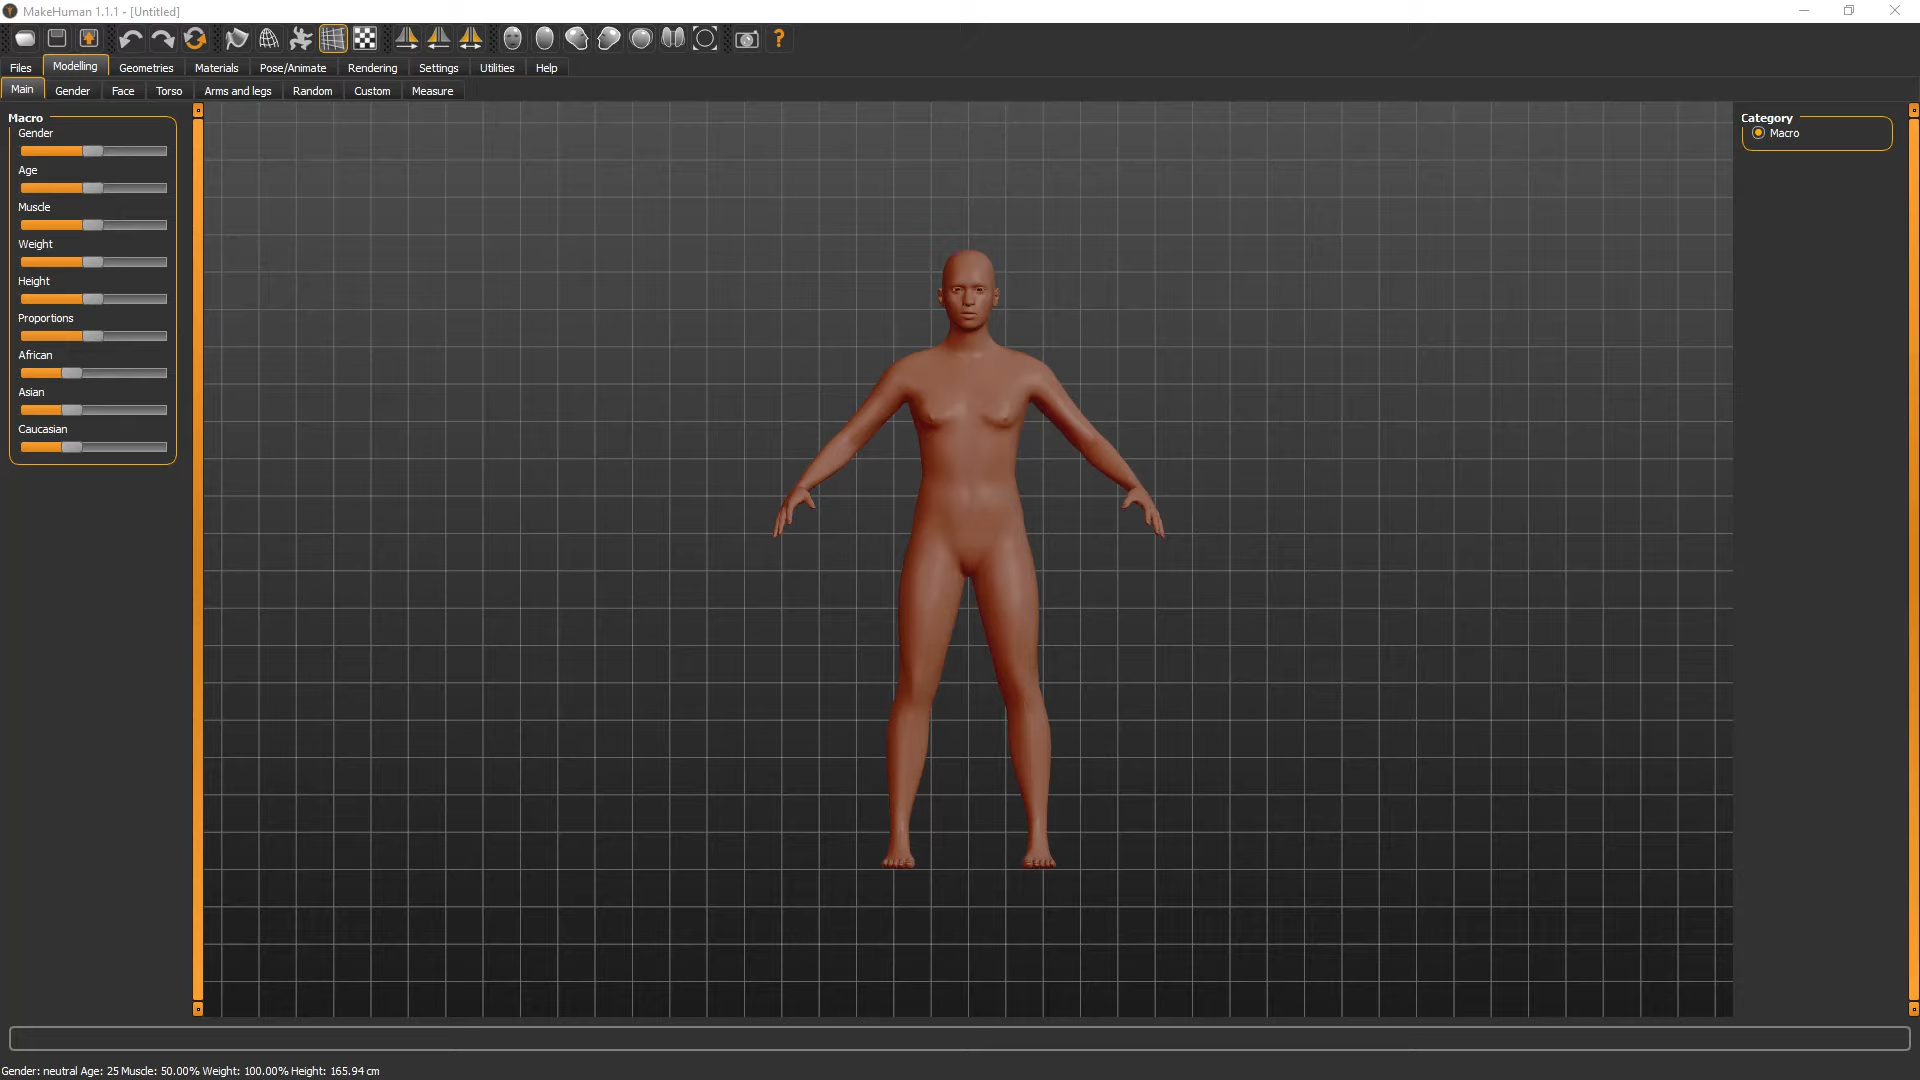 MakeHuman 1.1.1 - [Untitled]
?
Files Modelling Geometries Materials Pose/Animate Rendering Settings Utilities Help
Main Gender Face Torso Arms and legs Random Custom Measure
Macro
Gender
Age
Muscle
Weight
Height
Proportions
African
Asian
Caucasian
Category
Macro
Gender: neutral Age: 25 Muscle: 50.00% Weight: 100.00% Height: 165.94 cm